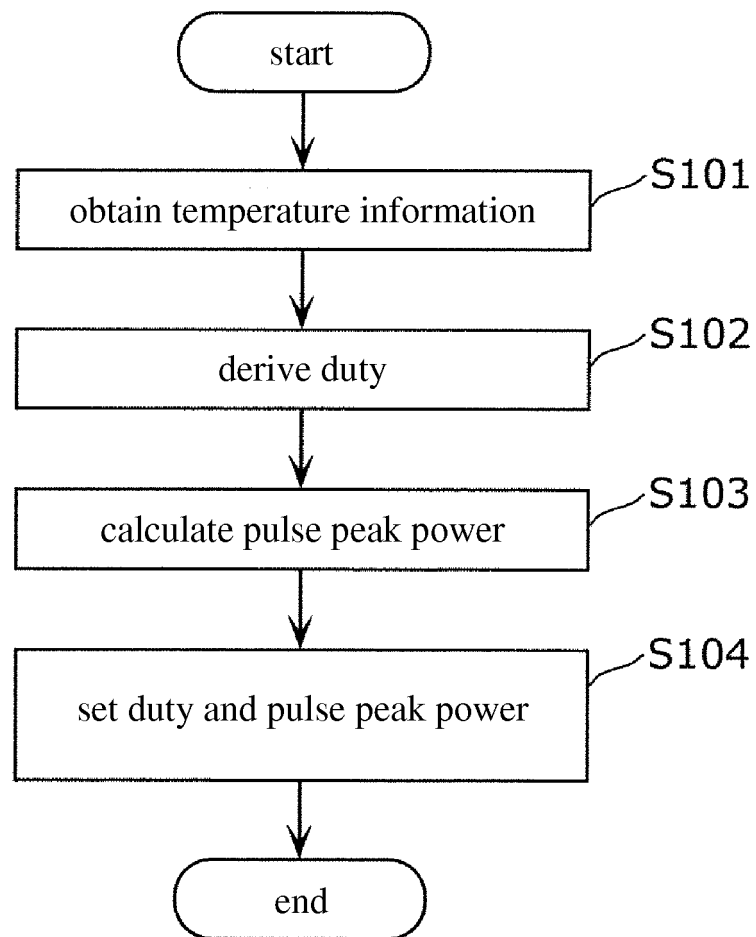 start
S101
obtain temperature information
S102
derive duty
S103
calculate pulse peak power
S104
set duty and pulse peak power
end